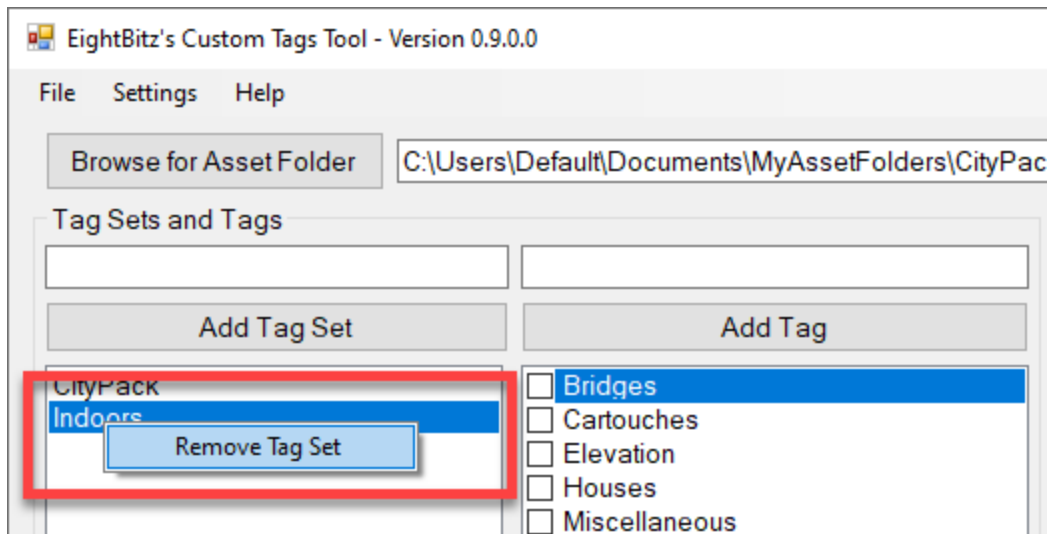 EightBitz's Custom Tags Tool - Version 0.9.0.0
File Settings Help
Browse for Asset Folder C:\Users\Default\Documents\MyAssetFolders\CityPac
Tag Sets and Tags
Add Tag Set Add Tag
CityPack
Indoors
Remove Tag Set
Bridges
Cartouches
Elevation
Houses
Miscellaneous